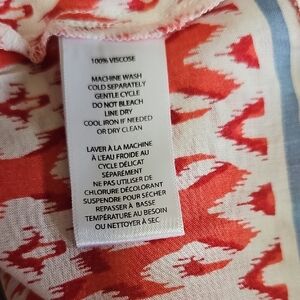 100% VISCOSE
MACHINE WASH
COLD SEPARATELY
GENTLE CYCLE
DO NOT BLEACH
LINE DRY
COOL IRON IF NEEDED
OR DRY CLEAN
LAVER À LA MACHINE
À L'EAU FROIDE AU
CYCLE DÉLICAT
SÉPARÉMENT
NE PAS UTILISER DE
CHLORURE DÉCOLORANT
SUSPENDRE POUR SÉCHER
REPASSER À BASSE
TEMPÉRATURE AU BESOIN
OU NETTOYER À SEC